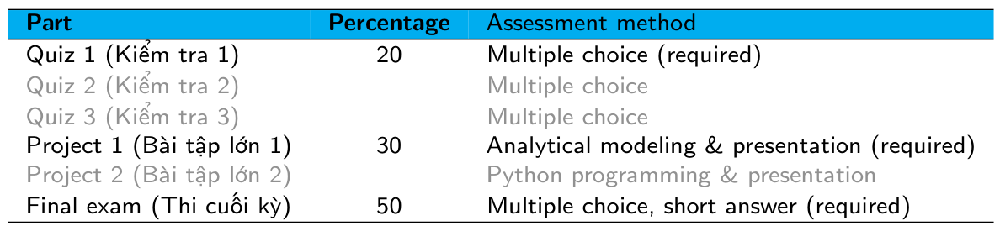 Part Percentage Assessment method
Quiz 1 (Kiểm tra 1) 20 Multiple choice (required)
Quiz 2 (Kiểm tra 2) Multiple choice
Quiz 3 (Kiểm tra 3) Multiple choice
Project 1 (Bài tập lớn 1) 30 Analytical modeling & presentation (required)
Project 2 (Bài tập lớn 2) Python programming & presentation
Final exam (Thi cuối kỳ) 50 Multiple choice, short answer (required)